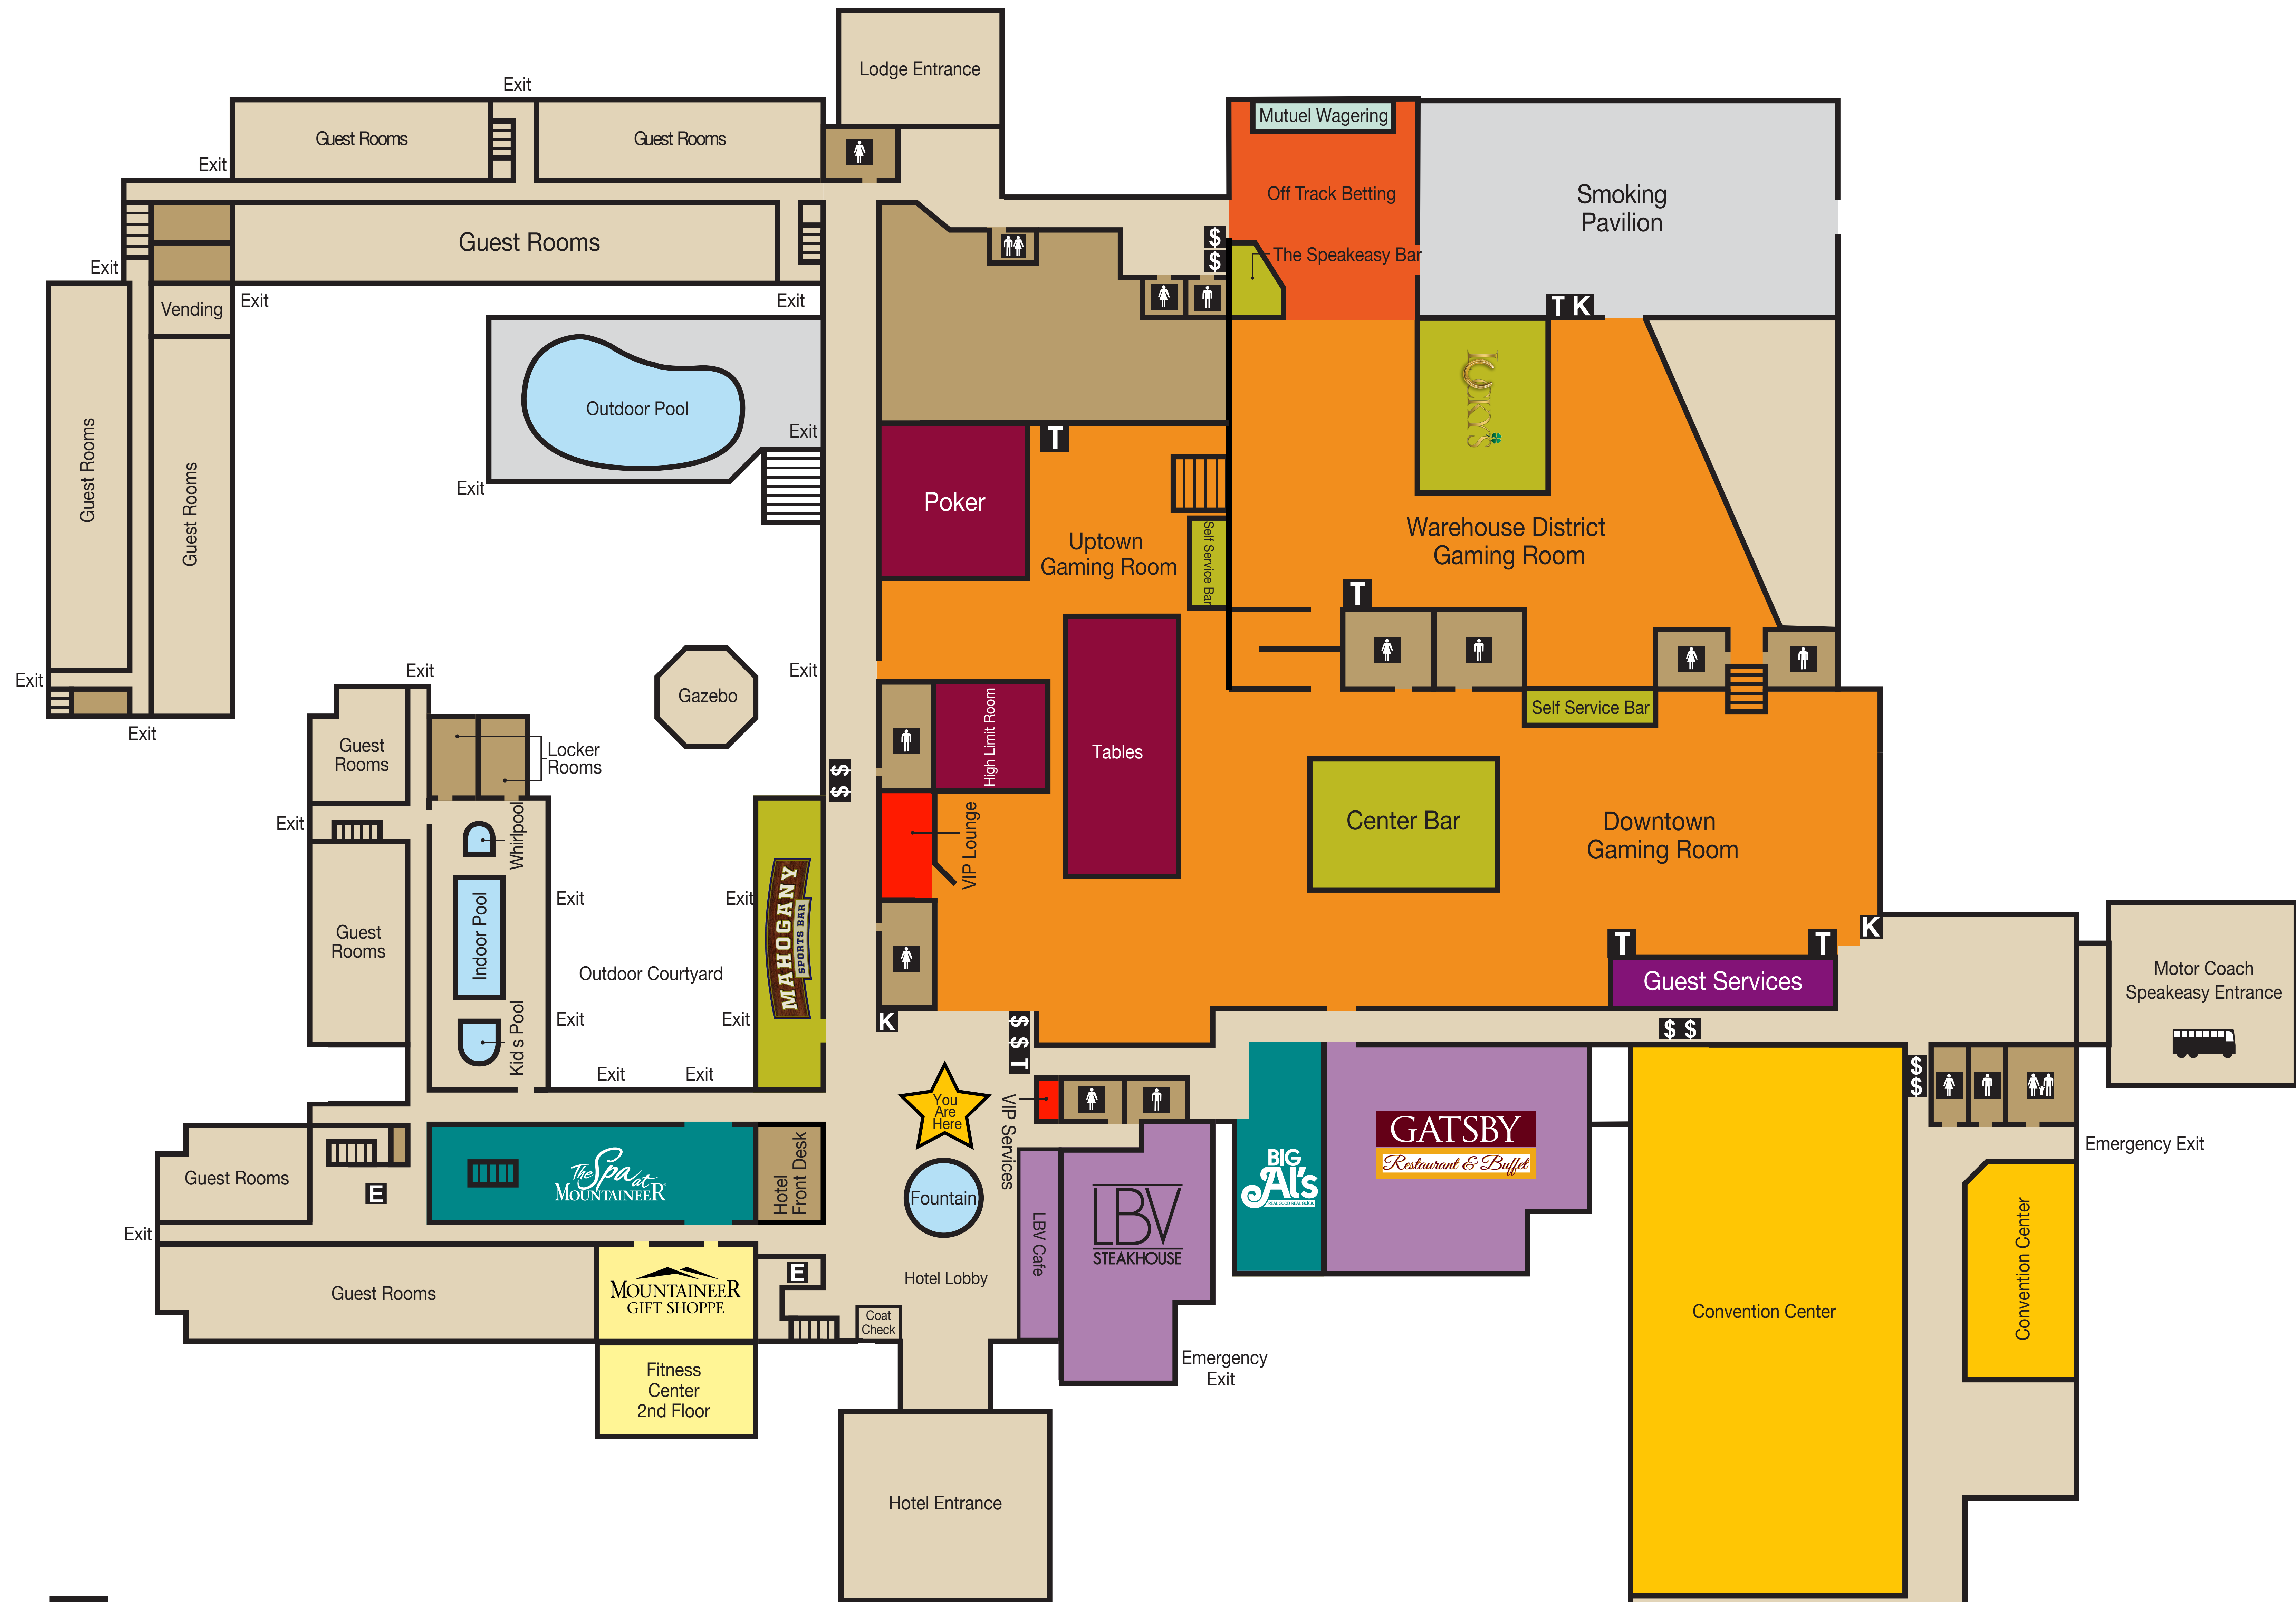 Lodge Entrance
Exit
Guest Rooms
Guest Rooms
Exit
Mutuel Wagering
Off Track Betting
Smoking
Pavilion
Guest Rooms
$
$
The Speakeasy Bar
Exit
Vending
Exit
Exit
T K
LUCKY'S
Outdoor Pool
Exit
Exit
T
Guest Rooms
Guest Rooms
Poker
Uptown
Gaming Room
Self Service Bar
Warehouse District
Gaming Room
T
Exit
Exit
Exit
Exit
Gazebo
Guest
Rooms
Locker
Rooms
High Limit Room
Tables
Self Service Bar
$
$
Exit
Whirlpool
VIP Lounge
Center Bar
Downtown
Gaming Room
Exit
Exit
MAHOGANY
SPORTS BAR
Guest
Rooms
Indoor Pool
Outdoor Courtyard
K
T
T
Guest Services
Motor Coach
Speakeasy Entrance
Exit
Exit
Kid s Pool
Exit
Exit
K
$
$
T
$ $
$
$
You
Are
Here
VIP Services
Emergency Exit
GATSBY
Restaurant & Buffet
BIG
Al's
REAL GOOD, REAL QUICK
Guest Rooms
E
The Spa at
MOUNTAINEER
Hotel
Front Desk
Fountain
LBV Cafe
LBV
STEAKHOUSE
Exit
Guest Rooms
MOUNTAINEER
GIFT SHOPPE
E
Hotel Lobby
Coat
Check
Convention Center
Convention Center
Emergency
Exit
Fitness
Center
2nd Floor
Hotel Entrance